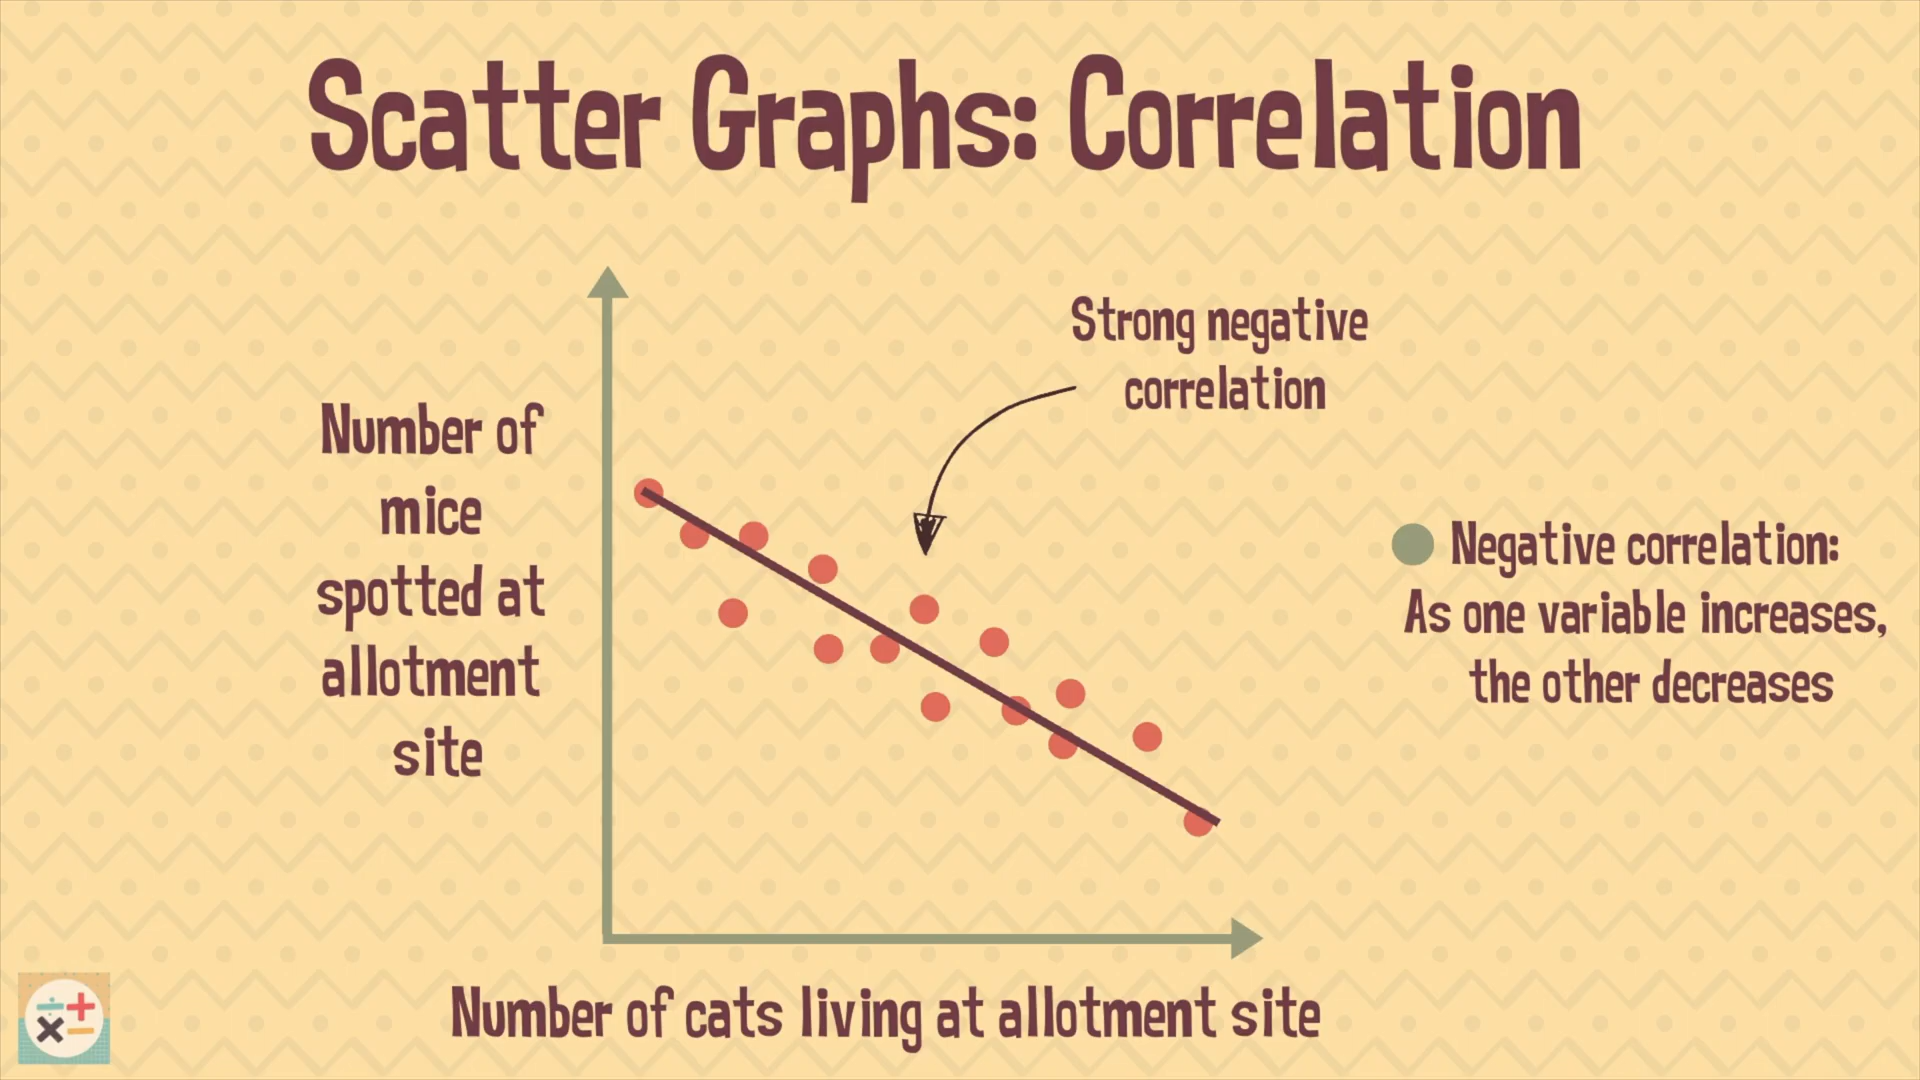 Scatter Graphs: Correlation
Strong negative
correlation
Number of
mice
spotted at
allotment
site
Negative correlation:
As one variable increases,
the other decreases
Number of cats living at allotment site